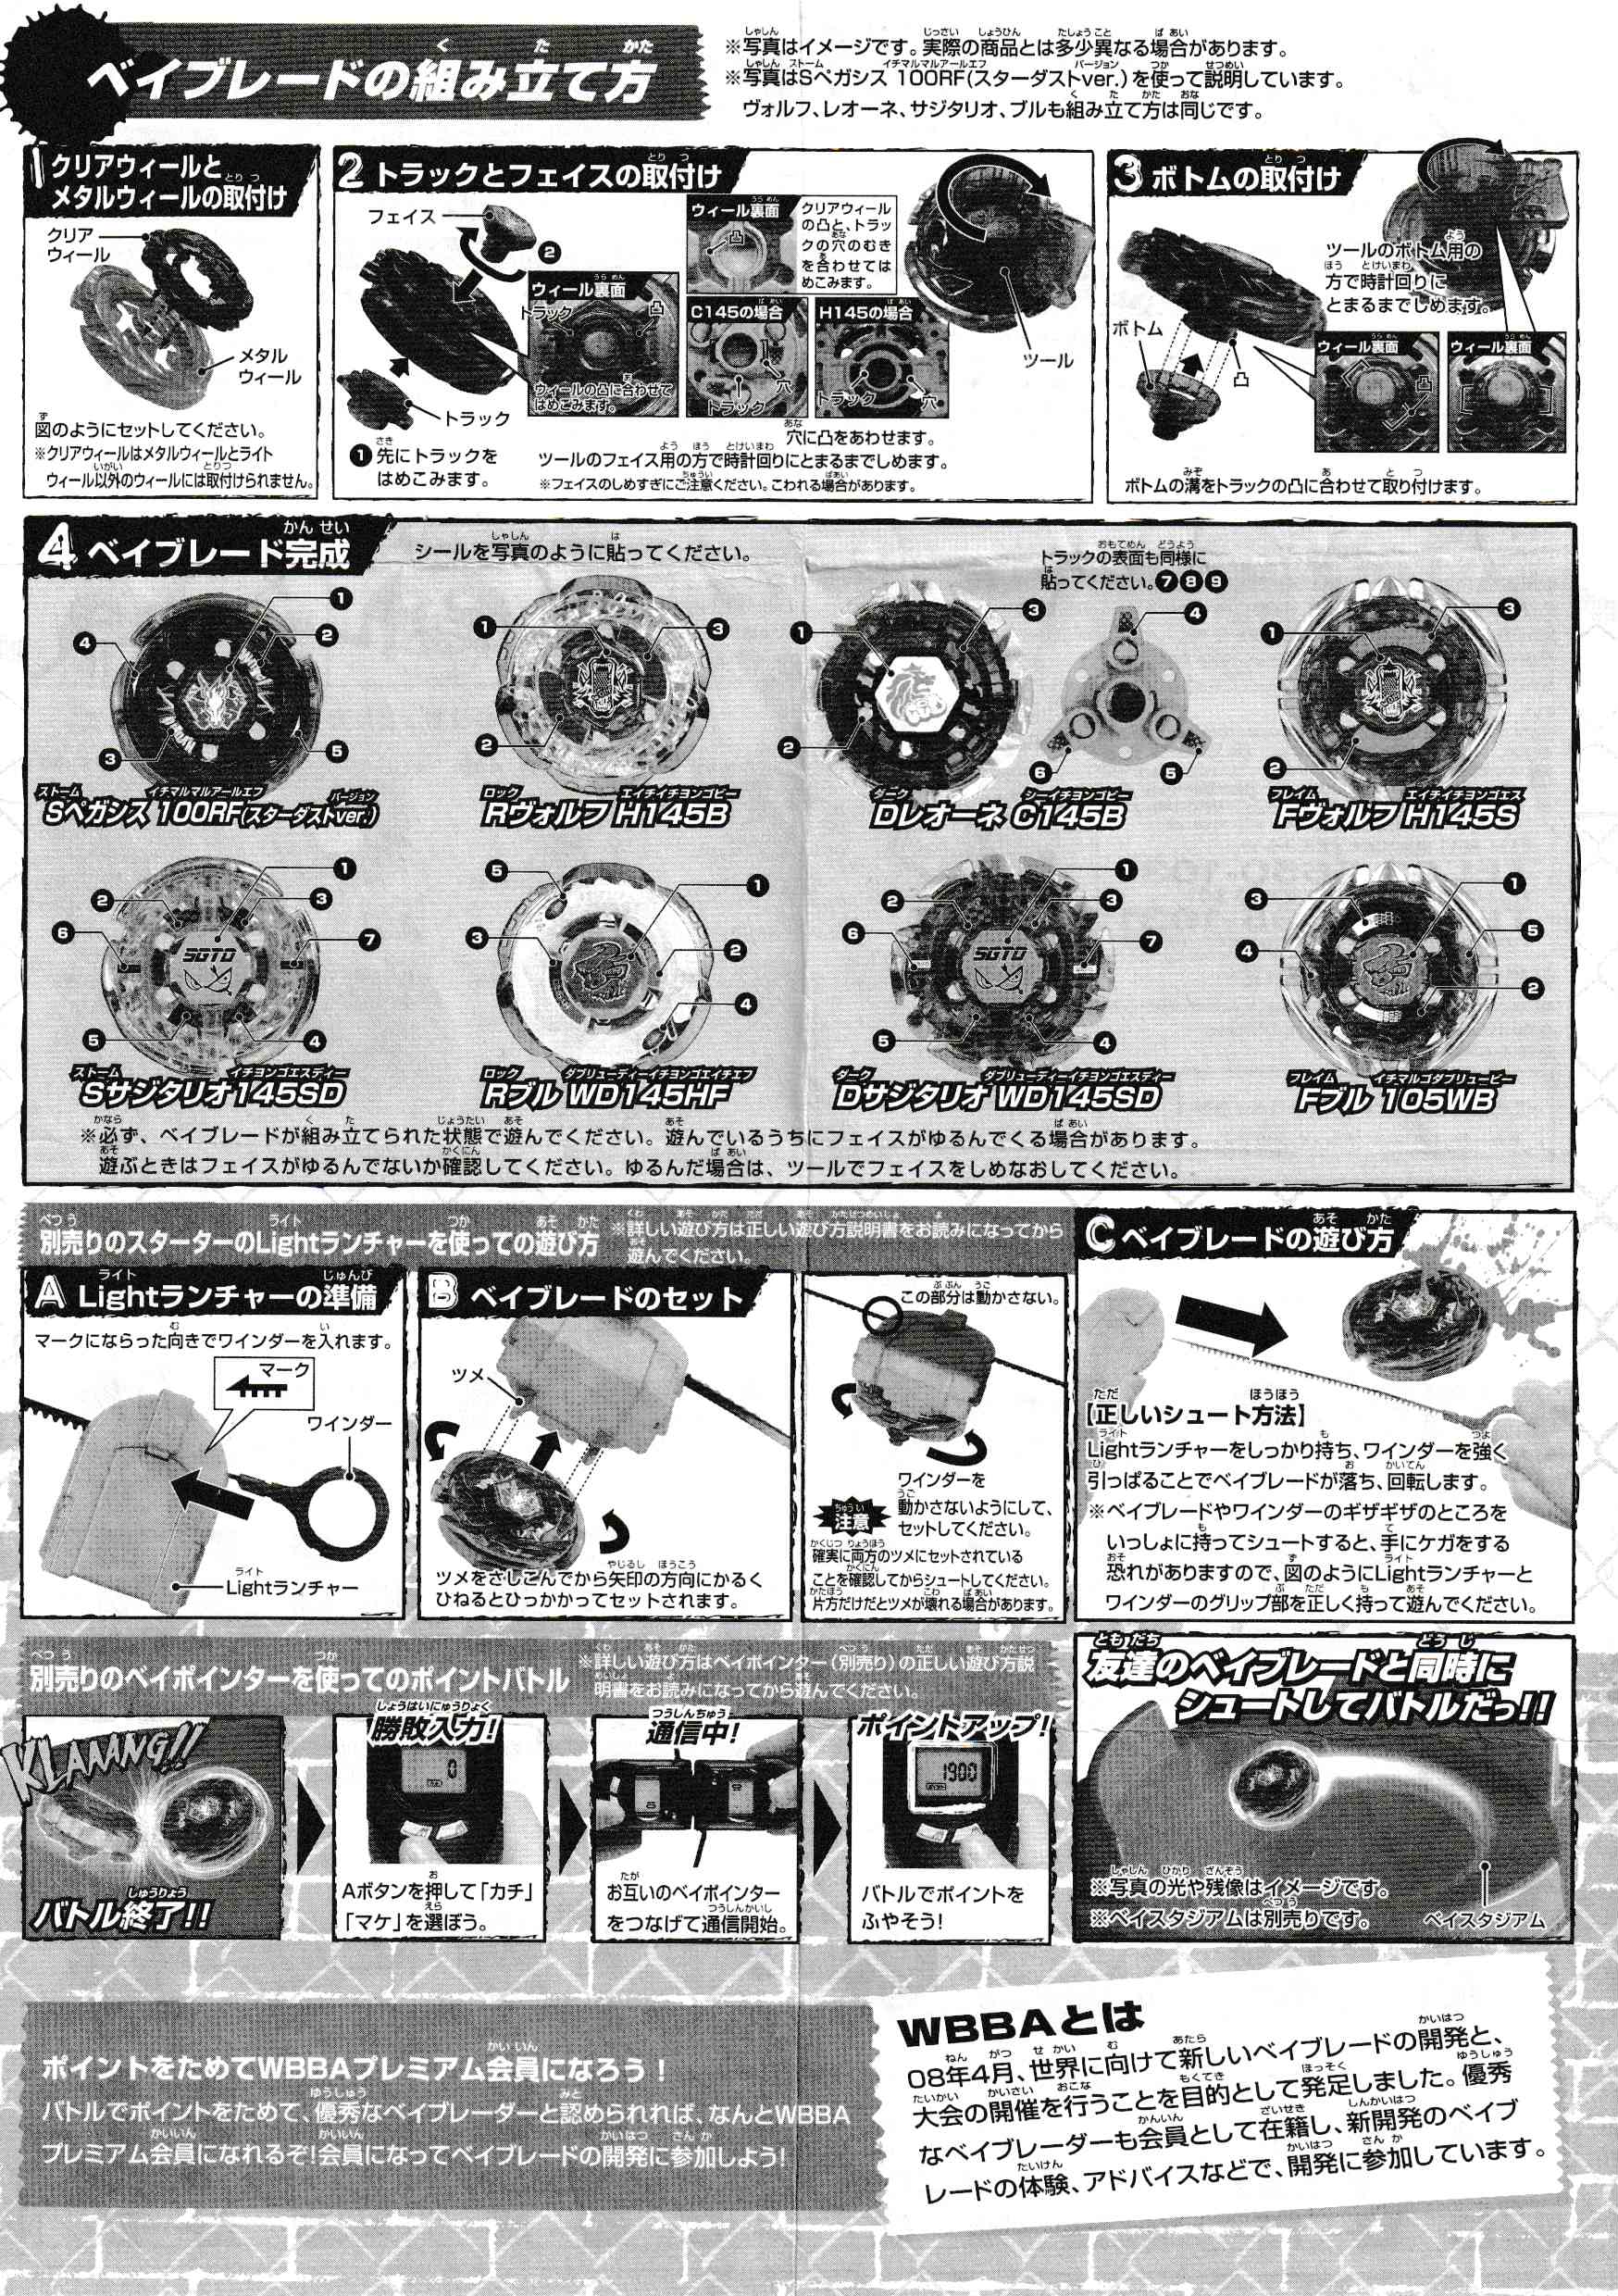 ベイブレードの組み立て方
※写真はイメージです。実際の商品とは多少異なる場合があります。
※写真はSペガシス 100RF(スターダストver.)を使って説明しています。
ヴォルフ、レオーネ、サジタリオ、ブルも組み立て方は同じです。
1 クリアウィールと
メタルウィールの取付け
クリア
ウィール
メタル
ウィール
図のようにセットしてください。
※クリアウィールはメタルウィールとライト
ウィール以外のウィールには取付けられません。
2 トラックとフェイスの取付け
フェイス
2
トラック
1 先にトラックを
はめこみます。
ウィール裏面
トラック
凸
ウィールの凸に合わせて
はめこみます。
ウィール裏面
凸
クリアウィール
の凸と、トラッ
クの穴のむき
を合わせては
めこみます。
C145の場合
穴
トラック
H145の場合
トラック
穴
穴に凸をあわせます。
ツール
ツールのフェイス用の方で時計回りにとまるまでしめます。
※フェイスのしめすぎにご注意ください。こわれる場合があります。
3 ボトムの取付け
ツールのボトム用の
方で時計回りに
とまるまでしめます。
ボトム
凸
ウィール裏面
凸
ウィール裏面
ボトムの溝をトラックの凸に合わせて取り付けます。
4 ベイブレード完成
シールを写真のように貼ってください。
トラックの表面も同様に
貼ってください。7 8 9
1
2
3
4
5
Sペガシス 100RF(スターダストver.)
1
2
3
Rヴォルフ H145B
1
2
3
4
5
6
Dレオーネ C145B
1
2
3
Fヴォルフ H145S
1
2
3
4
5
6
7
SGTO
Sサジタリオ145SD
1
2
3
4
5
Rブル WD145HF
1
2
3
4
5
6
7
SGTO
Dサジタリオ WD145SD
1
2
3
4
5
Fブル 105WB
※必ず、ベイブレードが組み立てられた状態で遊んでください。遊んでいるうちにフェイスがゆるんでくる場合があります。
遊ぶときはフェイスがゆるんでないか確認してください。ゆるんだ場合は、ツールでフェイスをしめなおしてください。
別売りのスターターのLightランチャーを使っての遊び方
※詳しい遊び方は正しい遊び方説明書をお読みになってから
遊んでください。
A Lightランチャーの準備
マークにならった向きでワインダーを入れます。
マーク
ワインダー
Lightランチャー
B ベイブレードのセット
ツメ
ツメをさしこんでから矢印の方向にかるく
ひねるとひっかかってセットされます。
この部分は動かさない。
注意
ワインダーを
動かさないようにして、
セットしてください。
確実に両方のツメにセットされている
ことを確認してからシュートしてください。
片方だけだとツメが壊れる場合があります。
C ベイブレードの遊び方
【正しいシュート方法】
Lightランチャーをしっかり持ち、ワインダーを強く
引っぱることでベイブレードが落ち、回転します。
※ベイブレードやワインダーのギザギザのところを
いっしょに持ってシュートすると、手にケガをする
恐れがありますので、図のようにLightランチャーと
ワインダーのグリップ部を正しく持って遊んでください。
別売りのベイポインターを使ってのポイントバトル
※詳しい遊び方はベイポインター(別売り)の正しい遊び方説
明書をお読みになってから遊んでください。
KLAAANG!!
バトル終了!!
勝敗入力!
0
Aボタンを押して「カチ」
「マケ」を選ぼう。
通信中!
お互いのベイポインター
をつなげて通信開始。
ポイントアップ!
1900
バトルでポイントを
ふやそう!
友達のベイブレードと同時に
シュートしてバトルだっ!!
※写真の光や残像はイメージです。
※ベイスタジアムは別売りです。
ベイスタジアム
ポイントをためてWBBAプレミアム会員になろう!
バトルでポイントをためて、優秀なベイブレーダーと認められれば、なんとWBBA
プレミアム会員になれるぞ!会員になってベイブレードの開発に参加しよう!
WBBAとは
08年4月、世界に向けて新しいベイブレードの開発と、
大会の開催を行うことを目的として発足しました。優秀
なベイブレーダーも会員として在籍し、新開発のベイブ
レードの体験、アドバイスなどで、開発に参加しています。